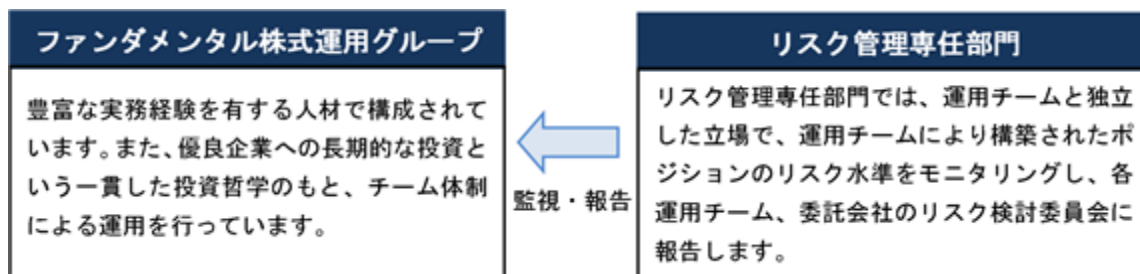 ファンダメンタル株式運用グループ
豊富な実務経験を有する人材で構成されて
います。また、優良企業への長期的な投資と
いう一貫した投資哲学のもと、チーム体制
による運用を行っています。
監視・報告
リスク管理専任部門
リスク管理専任部門では、運用チームと独立
した立場で、運用チームにより構築されたポ
ジションのリスク水準をモニタリングし、各
運用チーム、委託会社のリスク検討委員会に
報告します。